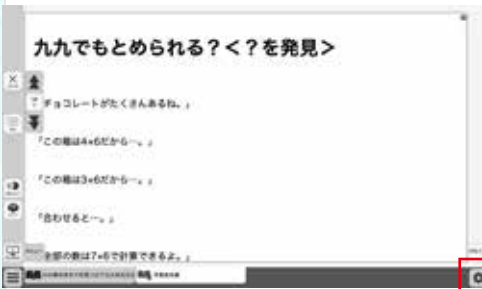 九九でもとめられる?<?を発見>
チョコレートがたくさんあるね。」
「この箱は4×6だから…。」
「この箱は3×6だから…。」
「合わせると…。」
全部の数は7×6で計算できるよ。」